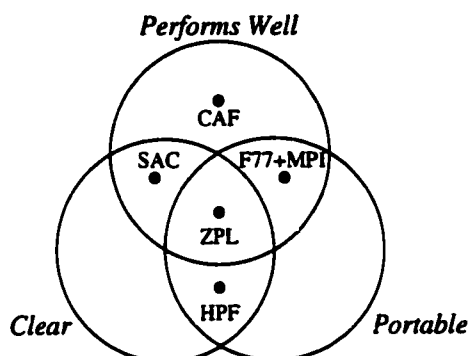 Performs Well
CAF
SAC F77+MPI
ZPL
HPF
Clear Portable